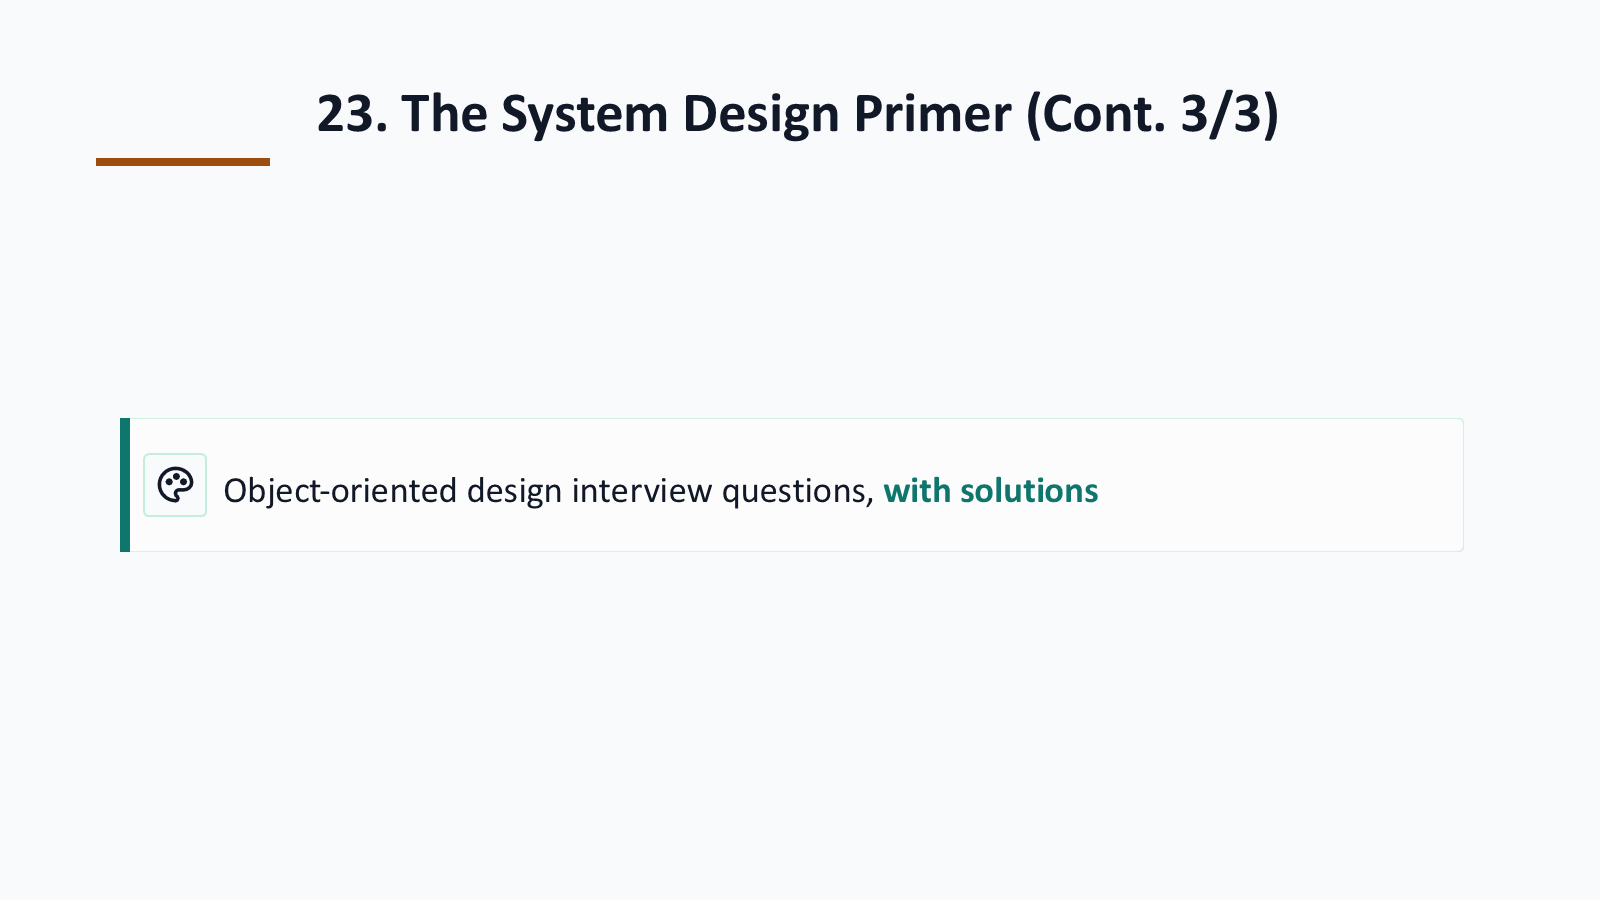 23. The System Design Primer (Cont. 3/3)
Object-oriented design interview questions, with solutions